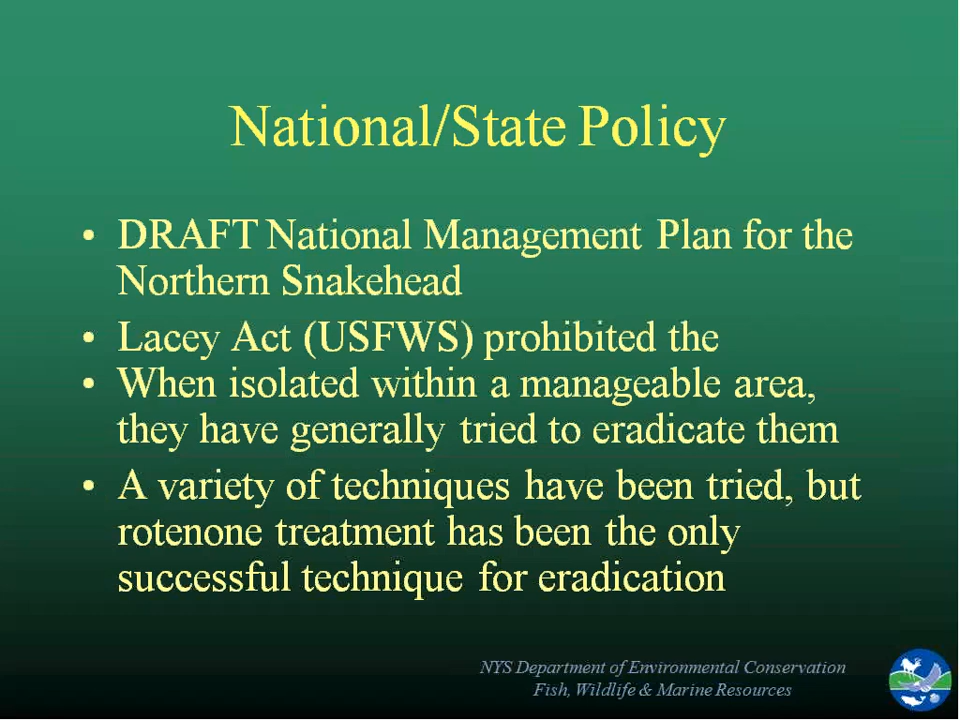 National/State Policy
• DRAFT National Management Plan for the
Northern Snakehead
• Lacey Act (USFWS) prohibited the
• When isolated within a manageable area,
they have generally tried to eradicate them
• A variety of techniques have been tried, but
rotenone treatment has been the only
successful technique for eradication
NYS Department of Environmental Conservation
Fish, Wildlife & Marine Resources